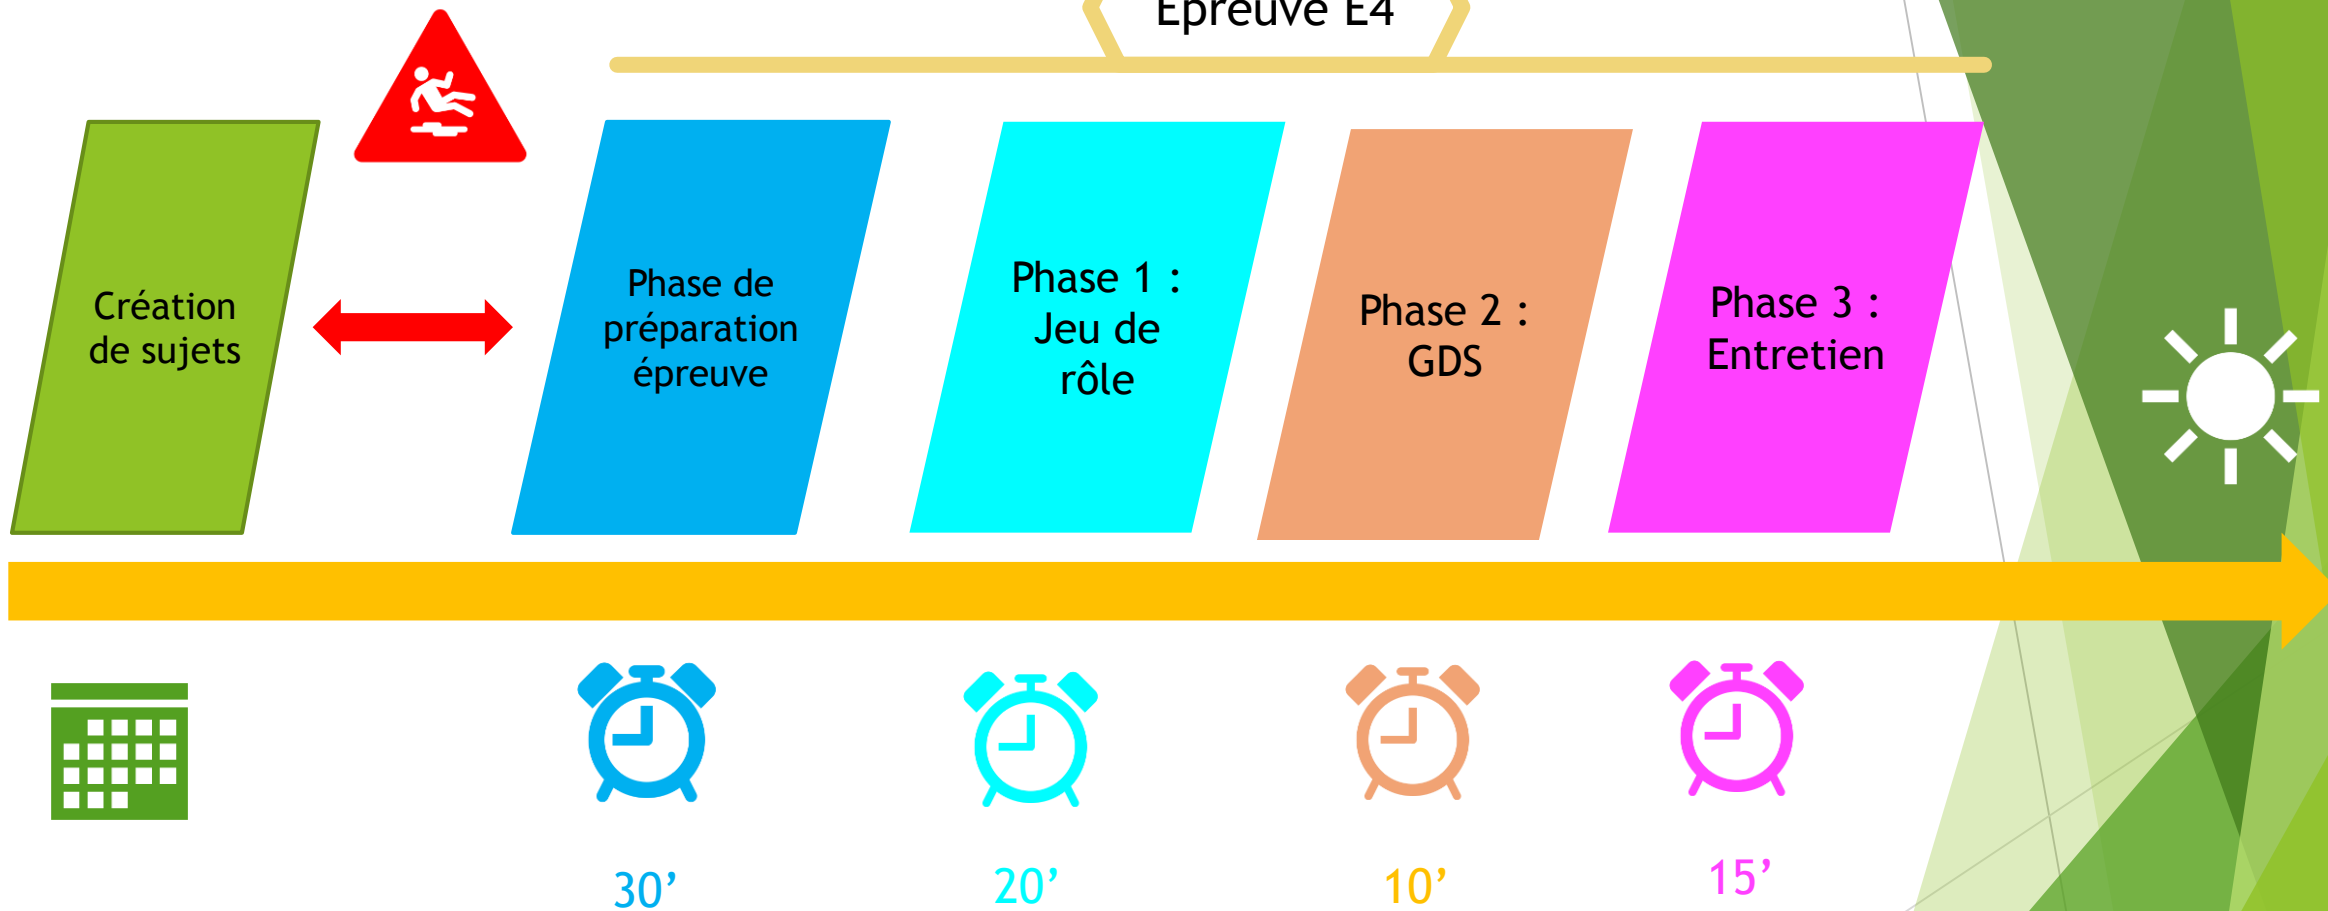 Epreuve E4
Création
de sujets
Phase de
préparation
épreuve
Phase 1 :
Jeu de
rôle
Phase 2 :
GDS
Phase 3 :
Entretien
30’
20’
10’
15’